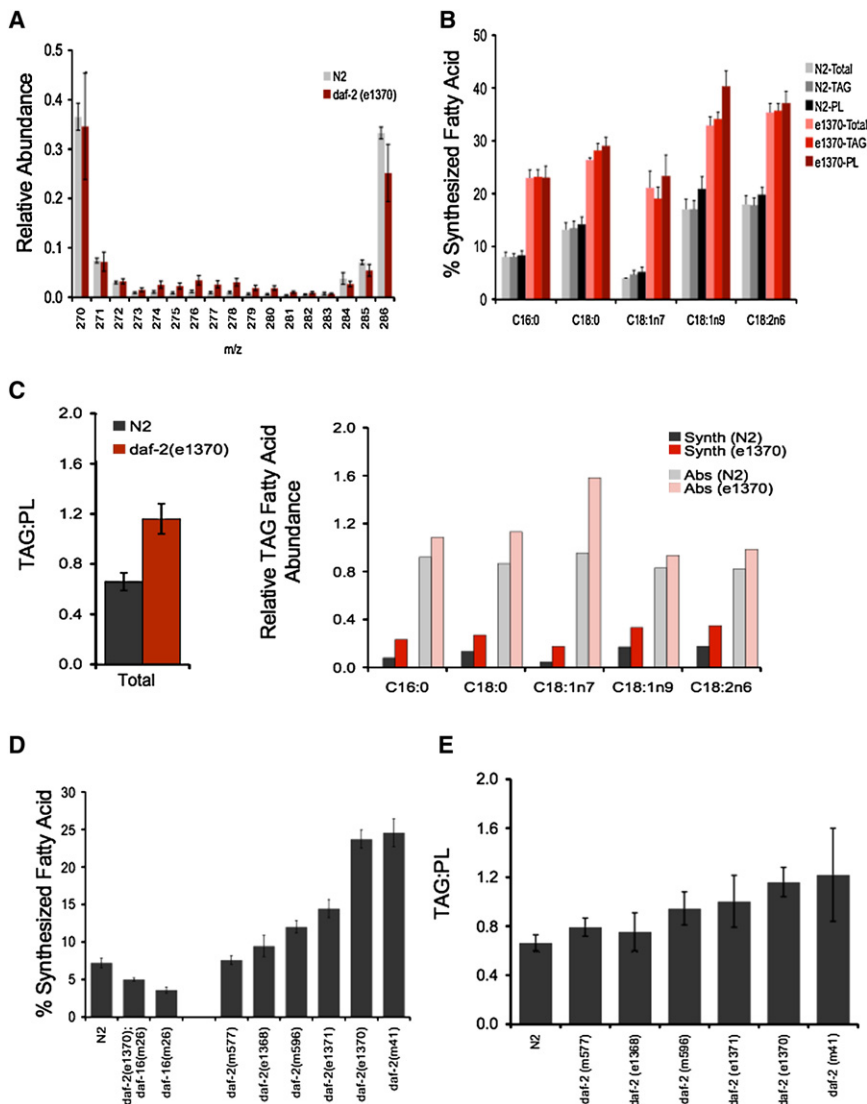 A
Relative Abundance
0.5
0.4
0.3
0.2
0.1
0.0
N2
daf-2 (e1370)
270
271
272
273
274
275
276
277
278
279
280
281
282
283
284
285
286
m/z
B
% Synthesized Fatty Acid
50
40
30
20
10
0
N2-Total
N2-TAG
N2-PL
e1370-Total
e1370-TAG
e1370-PL
C16:0
C18:0
C18:1n7
C18:1n9
C18:2n6
C
TAG:PL
2.0
1.6
1.2
0.8
0.4
0.0
N2
daf-2(e1370)
Total
Relative TAG Fatty Acid
Abundance
2.0
1.6
1.2
0.8
0.4
0.0
Synth (N2)
Synth (e1370)
Abs (N2)
Abs (e1370)
C16:0
C18:0
C18:1n7
C18:1n9
C18:2n6
D
% Synthesized Fatty Acid
30
25
20
15
10
5
0
N2
daf-2(e1370);
daf-16(m26)
daf-16(m26)
daf-2(m577)
daf-2(e1368)
daf-2(m596)
daf-2(e1371)
daf-2(e1370)
daf-2(m41)
E
TAG:PL
2.0
1.6
1.2
0.8
0.4
0.0
N2
daf-2 (m577)
daf-2 (e1368)
daf-2 (m596)
daf-2 (e1371)
daf-2 (e1370)
daf-2 (m41)